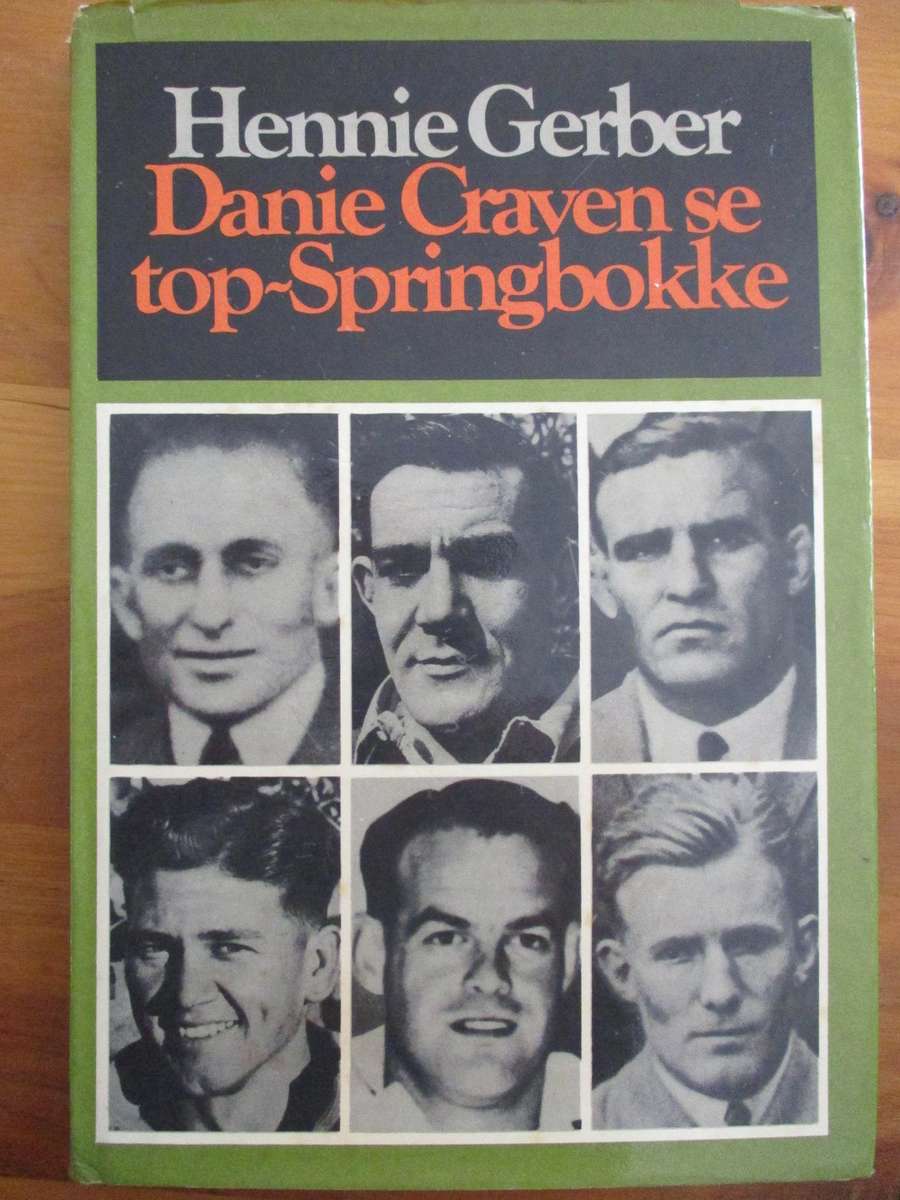 Hennie Gerber
Danie Craven se
top-Springbokke